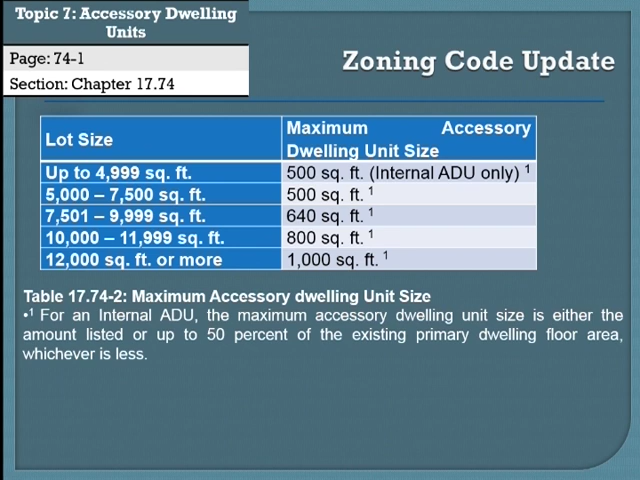 Topic 7: Accessory Dwelling
Units
Page: 74-1
Section: Chapter 17.74
Zoning Code Update
Lot Size
Maximum Accessory
Dwelling Unit Size
Up to 4,999 sq. ft. 500 sq. ft. (Internal ADU only) ¹
5,000 – 7,500 sq. ft. 500 sq. ft. ¹
7,501 – 9,999 sq. ft. 640 sq. ft. ¹
10,000 – 11,999 sq. ft. 800 sq. ft. ¹
12,000 sq. ft. or more 1,000 sq. ft. ¹
Table 17.74-2: Maximum Accessory dwelling Unit Size
•¹ For an Internal ADU, the maximum accessory dwelling unit size is either the
amount listed or up to 50 percent of the existing primary dwelling floor area,
whichever is less.